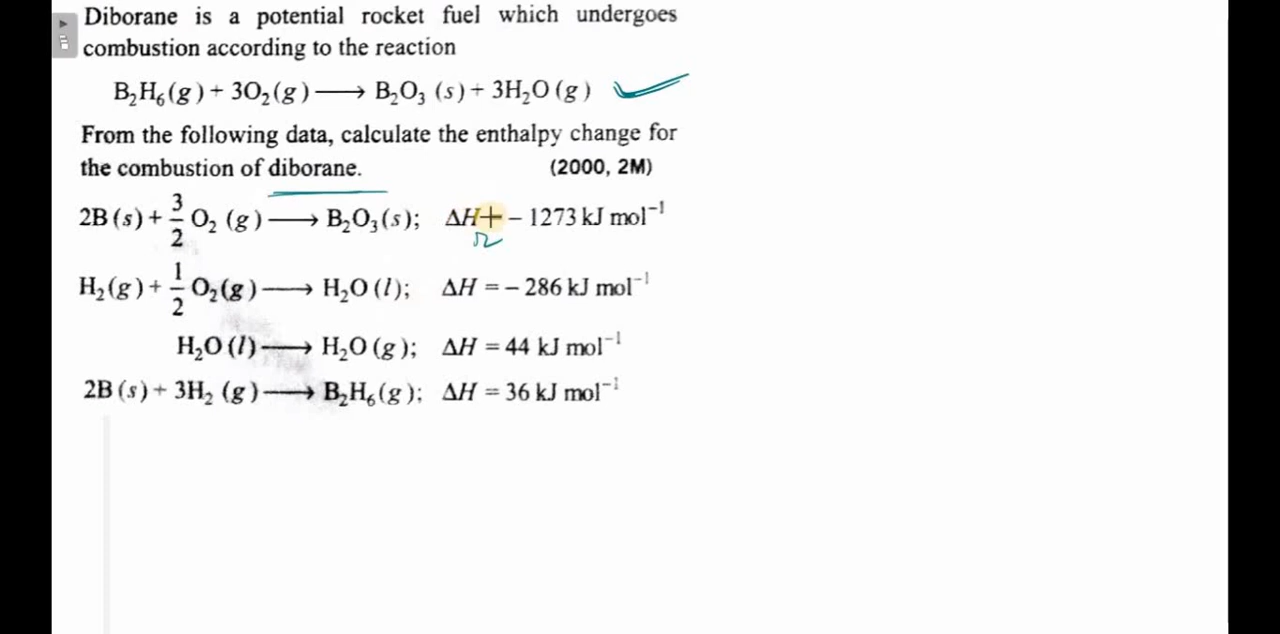 Diborane is a potential rocket fuel which undergoes
combustion according to the reaction
B₂H₆(g) + 3O₂(g) ⟶ B₂O₃ (s) + 3H₂O (g)
From the following data, calculate the enthalpy change for
the combustion of diborane. (2000, 2M)
2B (s) + 3/2 O₂ (g) ⟶ B₂O₃(s); ΔH + – 1273 kJ mol⁻¹
H₂(g) + 1/2 O₂(g) ⟶ H₂O (l); ΔH = – 286 kJ mol⁻¹
H₂O (l) ⟶ H₂O (g); ΔH = 44 kJ mol⁻¹
2B (s) + 3H₂ (g) ⟶ B₂H₆(g); ΔH = 36 kJ mol⁻¹